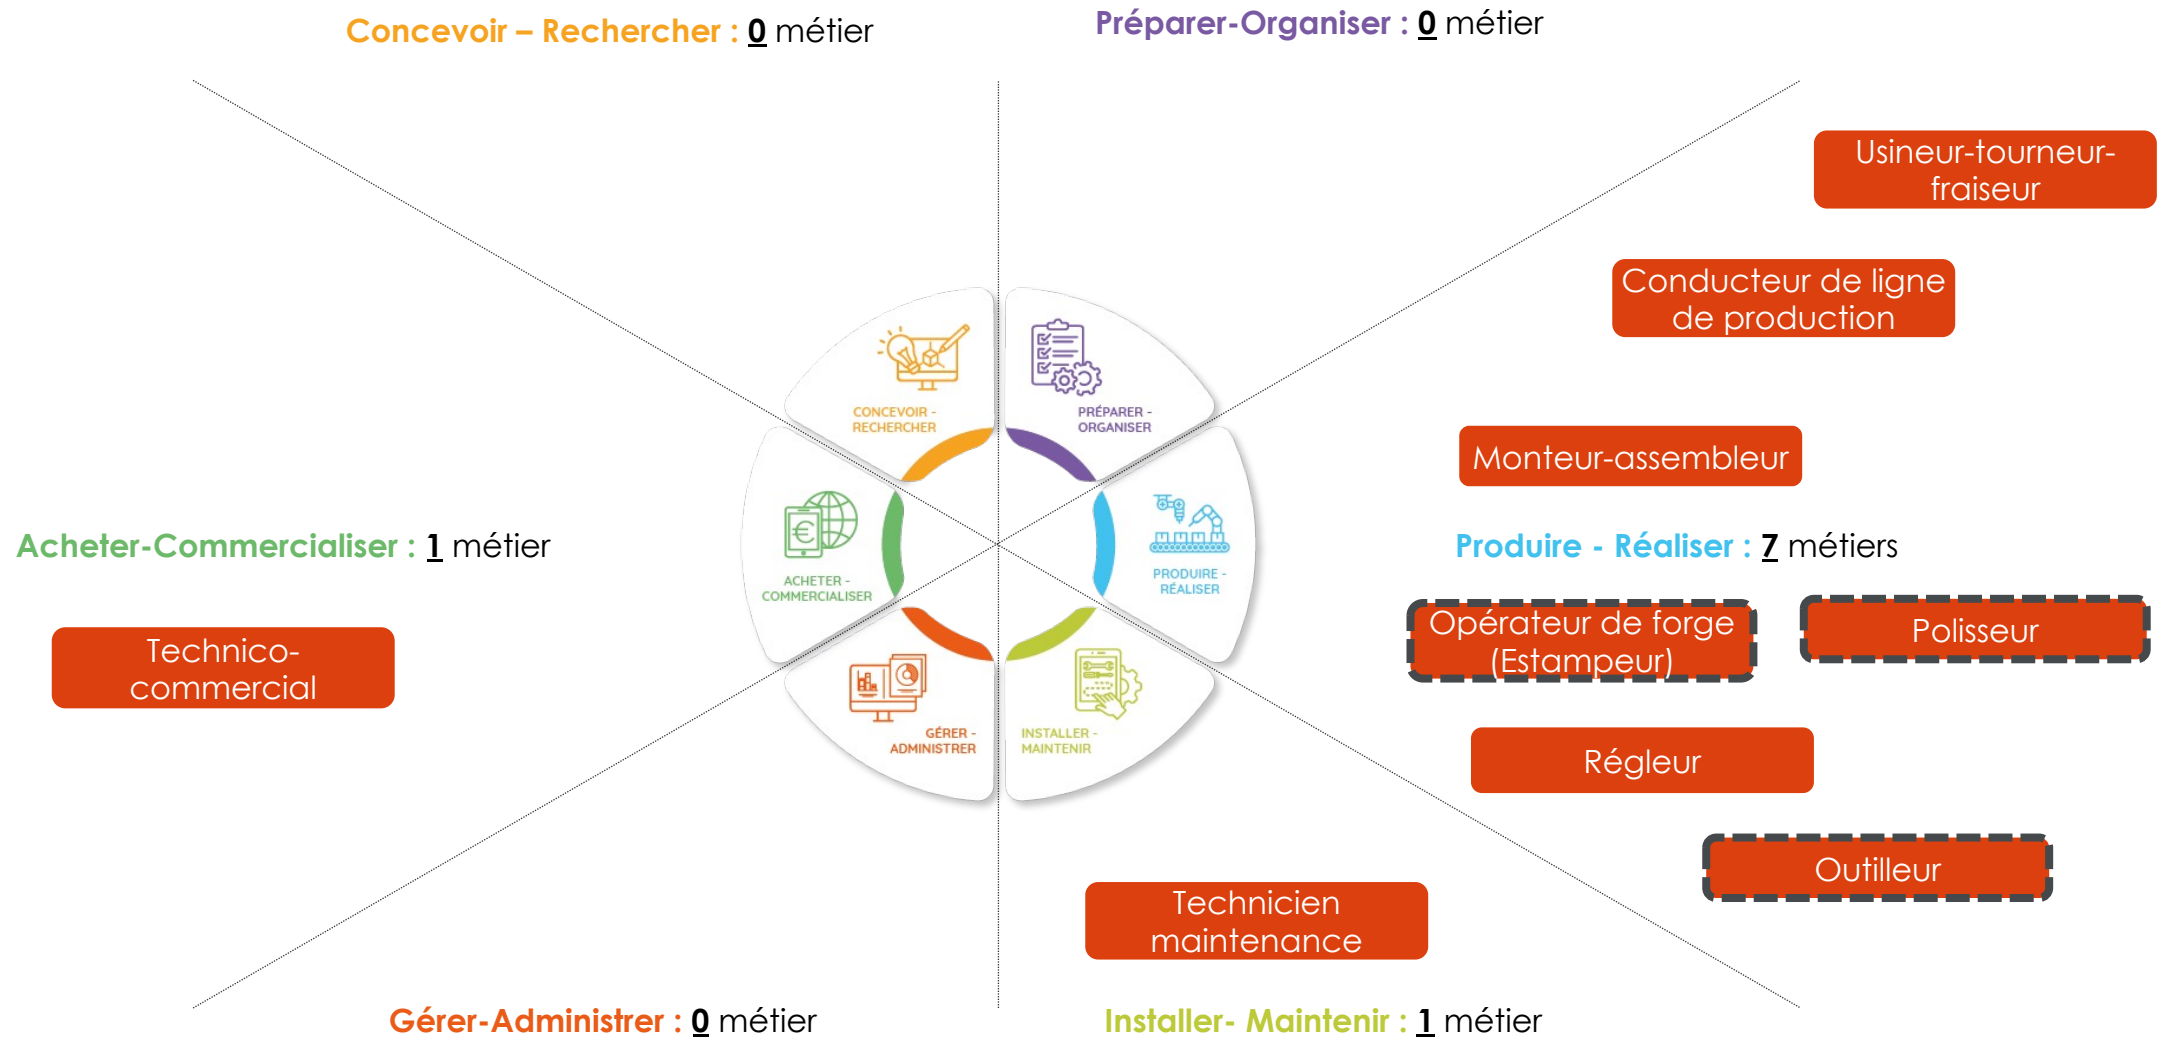 Concevoir – Rechercher : 0 métier
Préparer-Organiser : 0 métier
Usineur-tourneur-
fraiseur
Conducteur de ligne
de production
CONCEVOIR -
RECHERCHER
PRÉPARER -
ORGANISER
Monteur-assembleur
Acheter-Commercialiser : 1 métier
Produire - Réaliser : 7 métiers
ACHETER -
COMMERCIALISER
PRODUIRE -
RÉALISER
Technico-
commercial
Opérateur de forge
(Estampeur)
Polisseur
GÉRER -
ADMINISTRER
INSTALLER -
MAINTENIR
Régleur
Outilleur
Technicien
maintenance
Gérer-Administrer : 0 métier
Installer- Maintenir : 1 métier